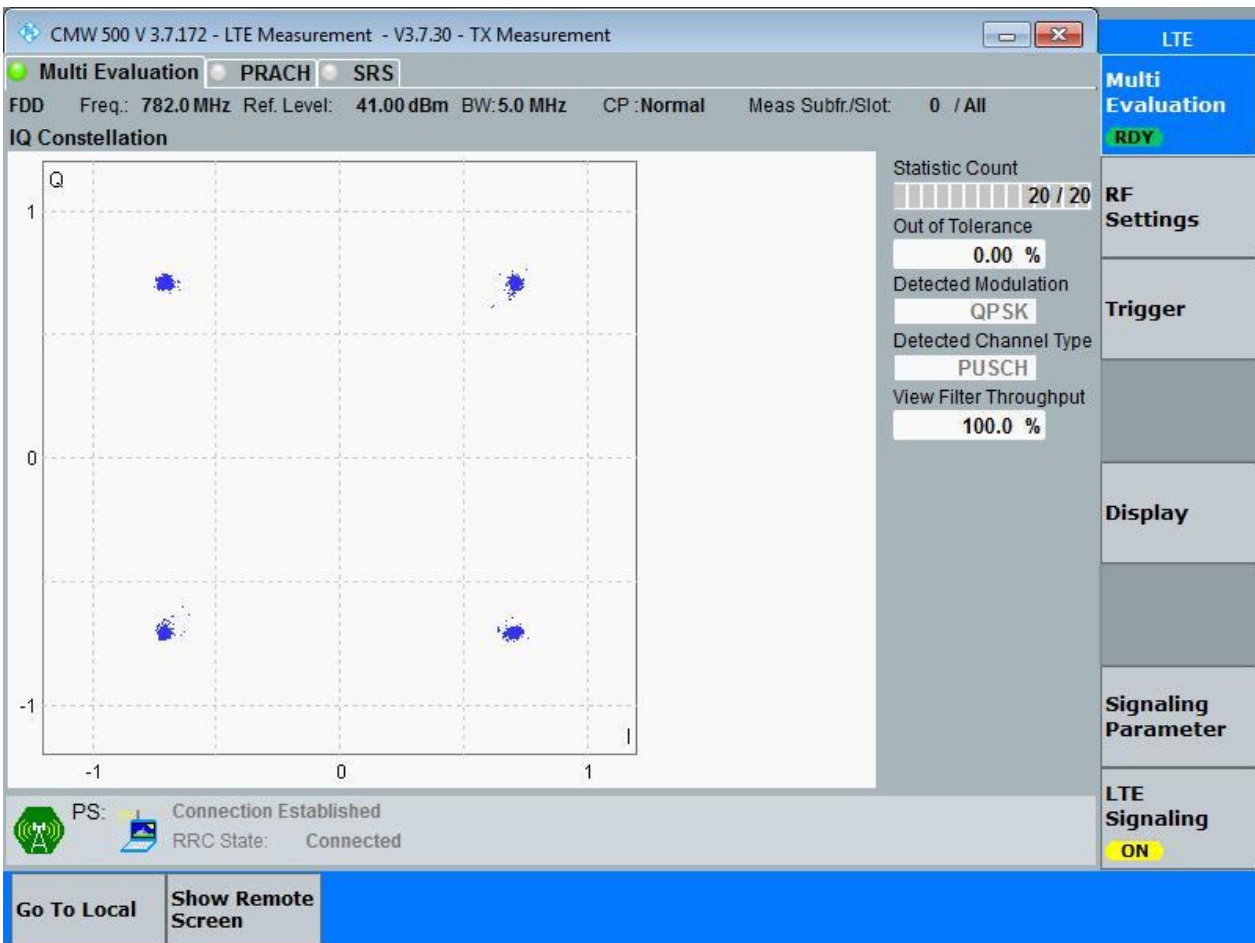 CMW 500 V 3.7.172 - LTE Measurement - V3.7.30 - TX Measurement
LTE
Multi Evaluation PRACH SRS
FDD Freq.: 782.0 MHz Ref. Level: 41.00 dBm BW: 5.0 MHz CP : Normal Meas Subfr./Slot: 0 / All
IQ Constellation
Q
1
0
-1
-1 0 1
I
Statistic Count
20 / 20
Out of Tolerance
0.00 %
Detected Modulation
QPSK
Detected Channel Type
PUSCH
View Filter Throughput
100.0 %
Multi
Evaluation
RDY
RF
Settings
Trigger
Display
Signaling
Parameter
LTE
Signaling
ON
PS: Connection Established
RRC State: Connected
Go To Local
Show Remote
Screen